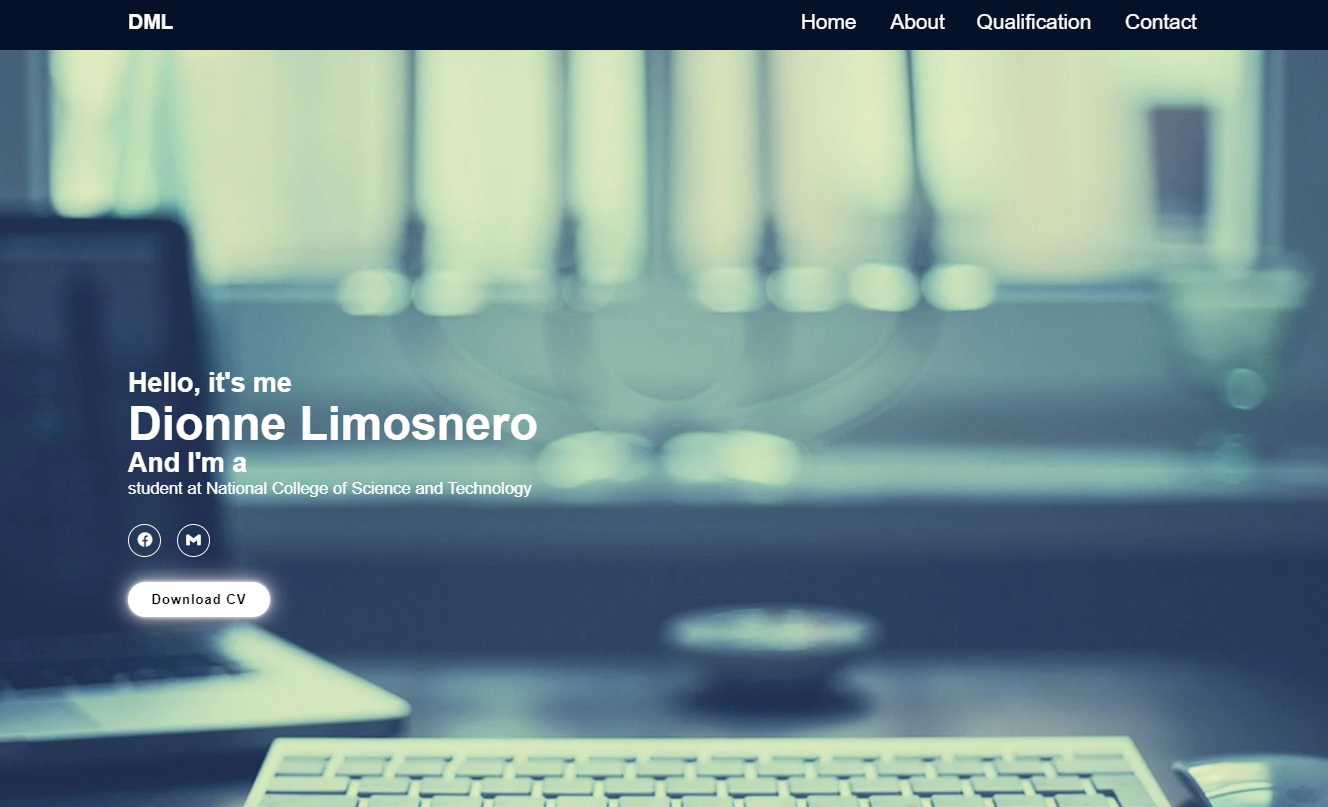 DML
Home About Qualification Contact
Hello, it's me
Dionne Limosnero
And I'm a
student at National College of Science and Technology
Download CV